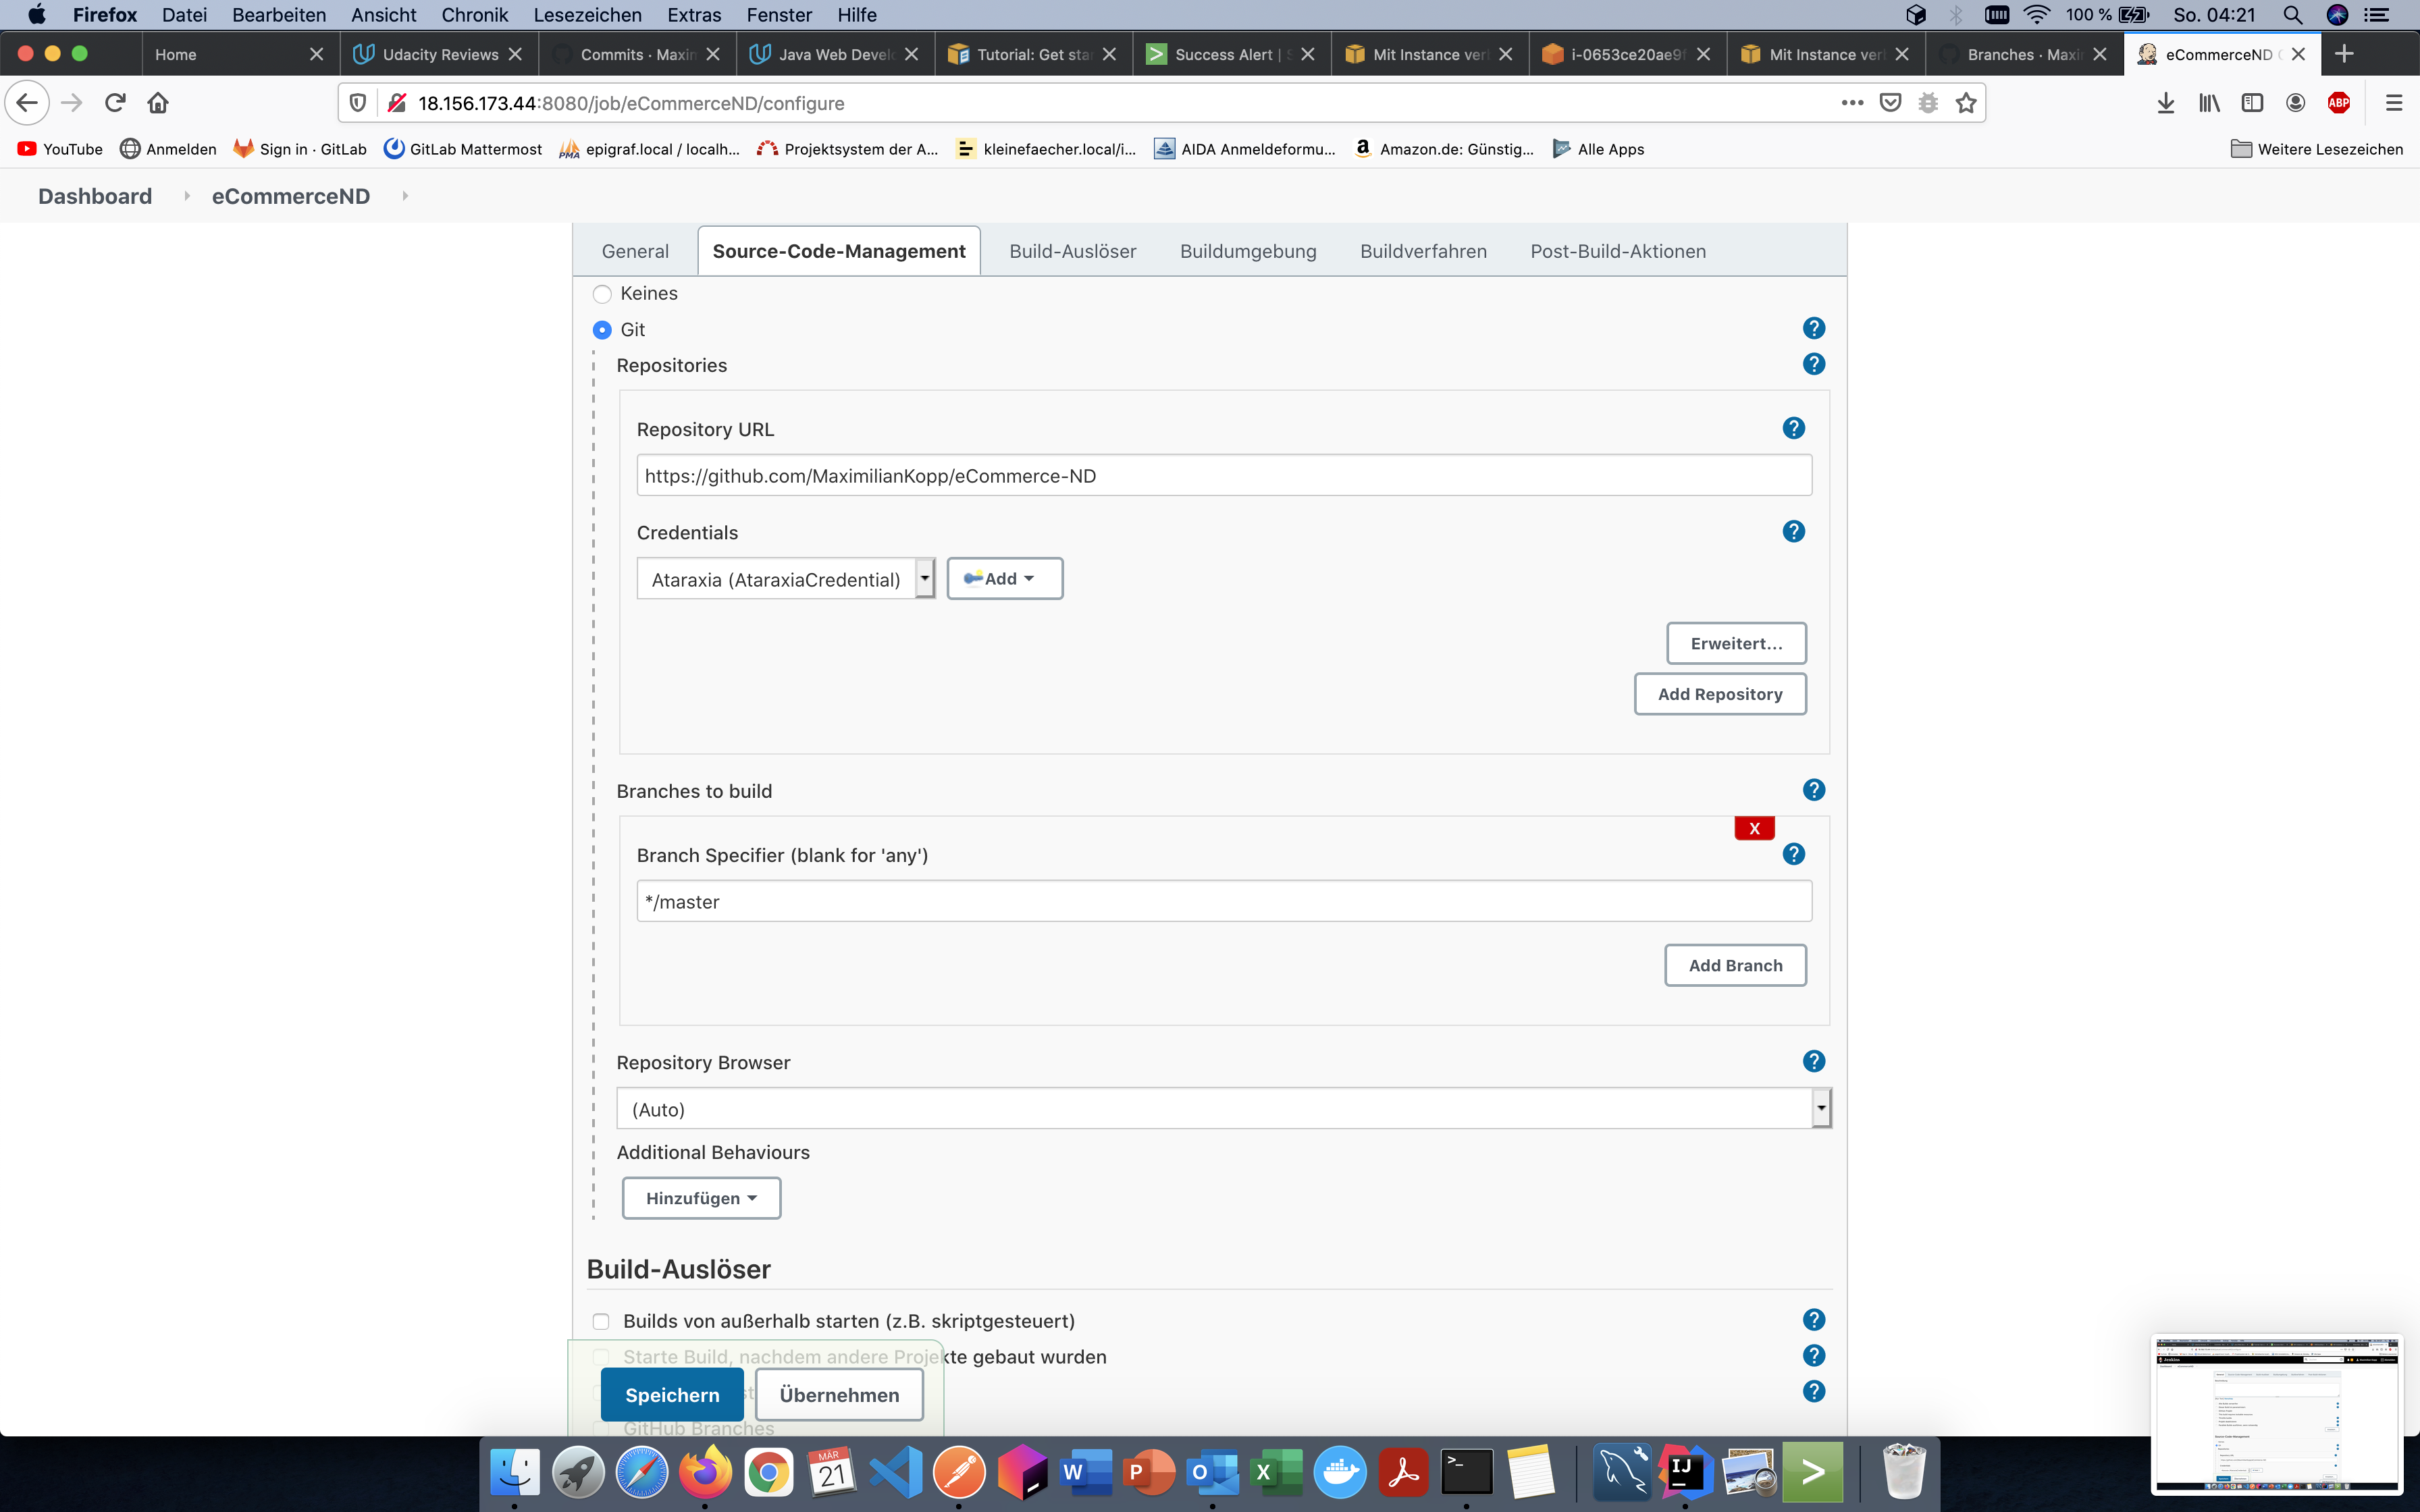 Firefox Datei Bearbeiten Ansicht Chronik Lesezeichen Extras Fenster Hilfe 100 % So. 04:21
Home Udacity Reviews Commits · Maxin Java Web Devel Tutorial: Get sta Success Alert | S Mit Instance ver i-0653ce20ae9f Mit Instance ver Branches · Maxi eCommerceND C
18.156.173.44:8080/job/eCommerceND/configure
ABP
YouTube Anmelden Sign in · GitLab GitLab Mattermost epigraf.local / localh... Projektsystem der A... kleinefaecher.local/i... AIDA Anmeldeformu... Amazon.de: Günstig... Alle Apps Weitere Lesezeichen
Dashboard eCommerceND
General Source-Code-Management Build-Auslöser Buildumgebung Buildverfahren Post-Build-Aktionen
Keines
Git
Repositories
Repository URL
https://github.com/MaximilianKopp/eCommerce-ND
Credentials
Ataraxia (AtaraxiaCredential) Add
Erweitert...
Add Repository
Branches to build
X
Branch Specifier (blank for 'any')
*/master
Add Branch
Repository Browser
(Auto)
Additional Behaviours
Hinzufügen
Build-Auslöser
Builds von außerhalb starten (z.B. skriptgesteuert)
Starte Build, nachdem andere Projekte gebaut wurden
Speichern Übernehmen
GitHub Branches
MÄR
21